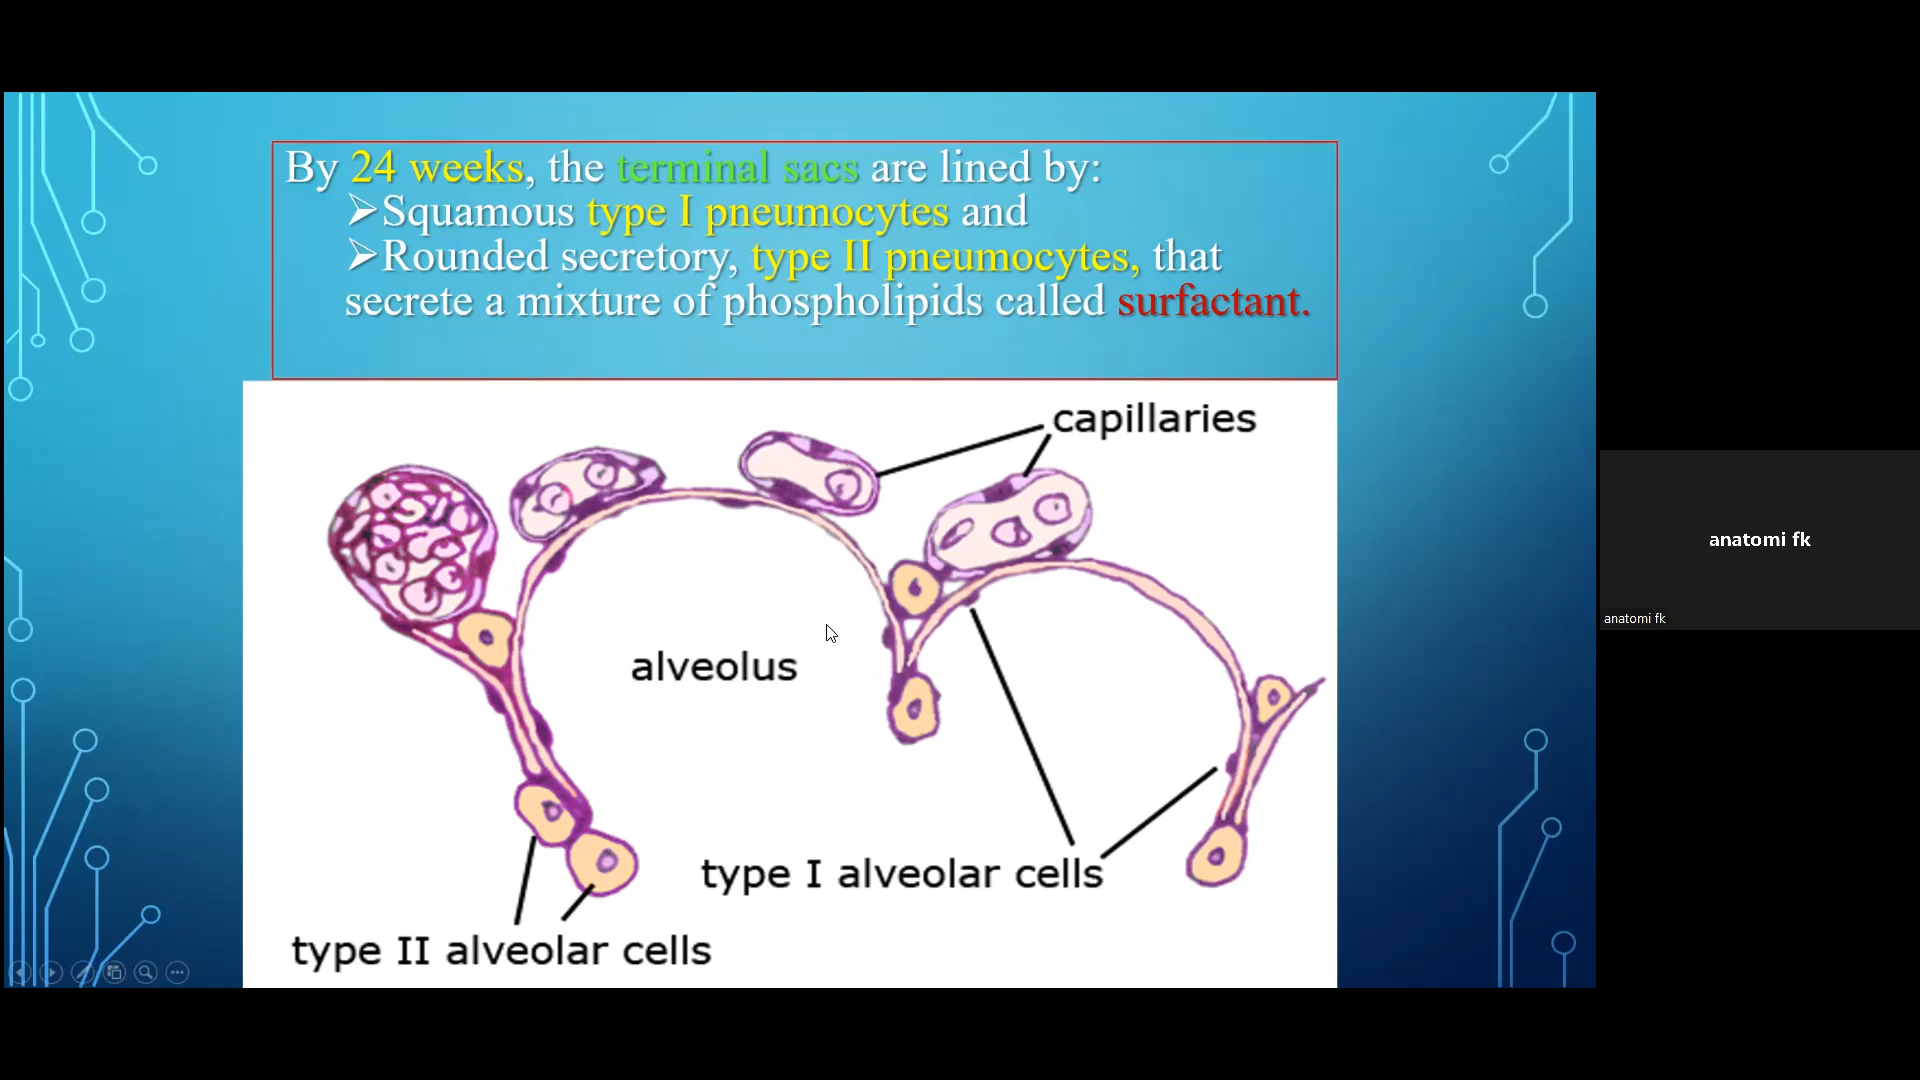 By 24 weeks, the terminal sacs are lined by:
➢Squamous type I pneumocytes and
➢Rounded secretory, type II pneumocytes, that
secrete a mixture of phospholipids called surfactant.
capillaries
alveolus
type I alveolar cells
type II alveolar cells
anatomi fk
anatomi fk